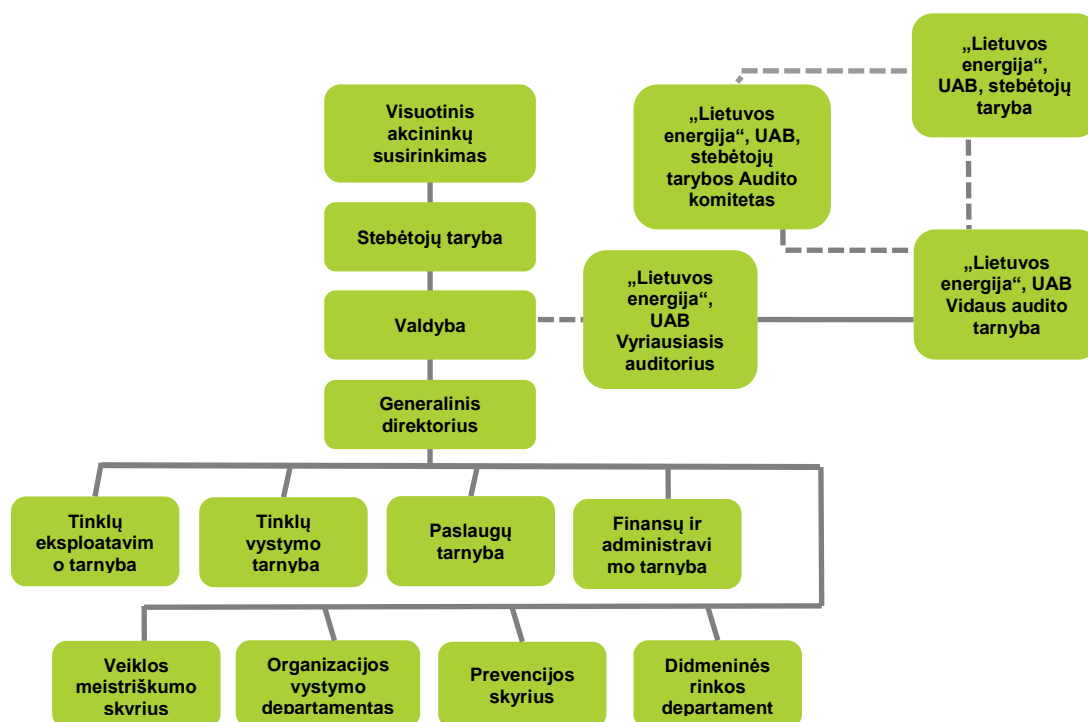 „Lietuvos
energija“,
UAB, stebėtojų
taryba
Visuotinis
akcininkų
susirinkimas
„Lietuvos
energija“, UAB,
stebėtojų
tarybos Audito
komitetas
Stebėtojų taryba
„Lietuvos
energija“,
UAB
Vyriausiasis
auditorius
„Lietuvos
energija“, UAB
Vidaus audito
tarnyba
Valdyba
Generalinis
direktorius
Tinklų
eksploatavim
o tarnyba
Tinklų
vystymo
tarnyba
Paslaugų
tarnyba
Finansų ir
administravi
mo tarnyba
Veiklos
meistriškumo
skyrius
Organizacijos
vystymo
departamentas
Prevencijos
skyrius
Didmeninės
rinkos
department